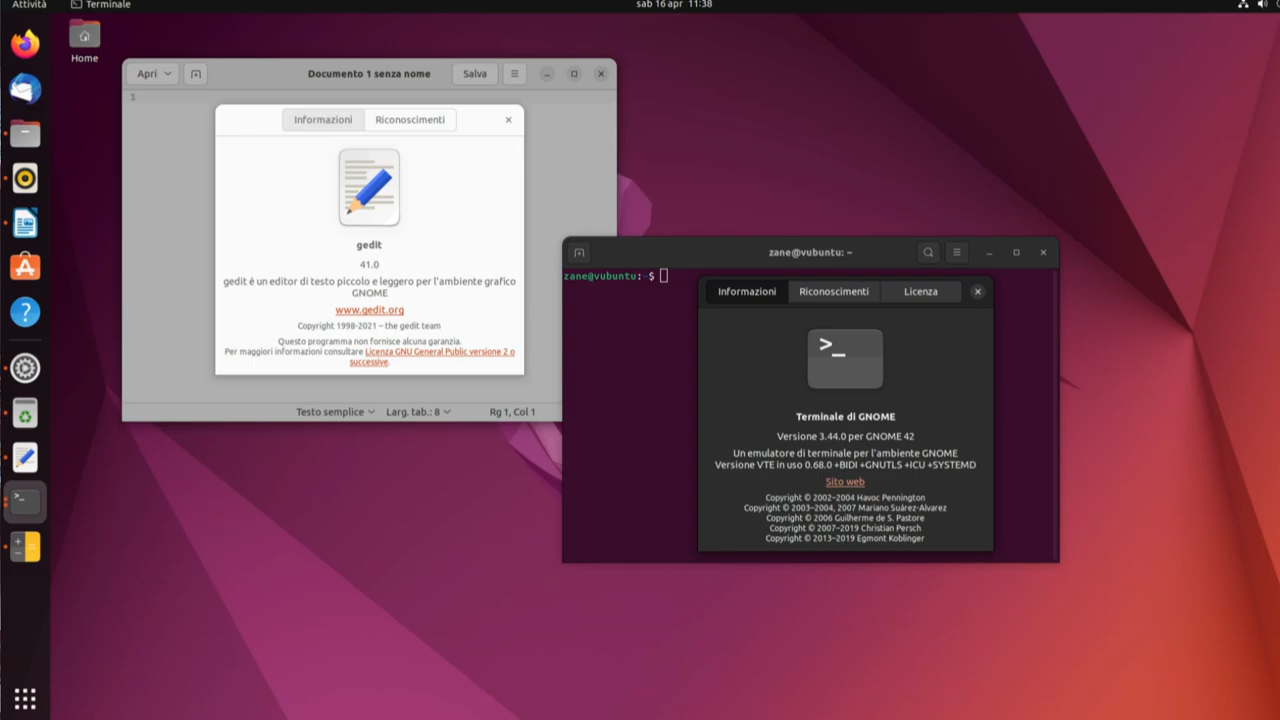 Attività
Terminale
sab 16 apr 11:38
Home
Apri
Documento 1 senza nome
Salva
1
Informazioni
Riconoscimenti
gedit
41.0
gedit è un editor di testo piccolo e leggero per l'ambiente grafico
GNOME
www.gedit.org
Copyright 1998-2021 – the gedit team
Questo programma non fornisce alcuna garanzia.
Per maggiori informazioni consultare Licenza GNU General Public versione 2 o
successive.
Testo semplice
Larg. tab.: 8
Rg 1, Col 1
zane@vubuntu: ~
zane@vubuntu:~$
Informazioni
Riconoscimenti
Licenza
>_
Terminale di GNOME
Versione 3.44.0 per GNOME 42
Un emulatore di terminale per l'ambiente GNOME
Versione VTE in uso 0.68.0 +BIDI +GNUTLS +ICU +SYSTEMD
Sito web
Copyright © 2002–2004 Havoc Pennington
Copyright © 2003–2004, 2007 Mariano Suárez-Alvarez
Copyright © 2006 Guilherme de S. Pastore
Copyright © 2007–2019 Christian Persch
Copyright © 2013–2019 Egmont Koblinger